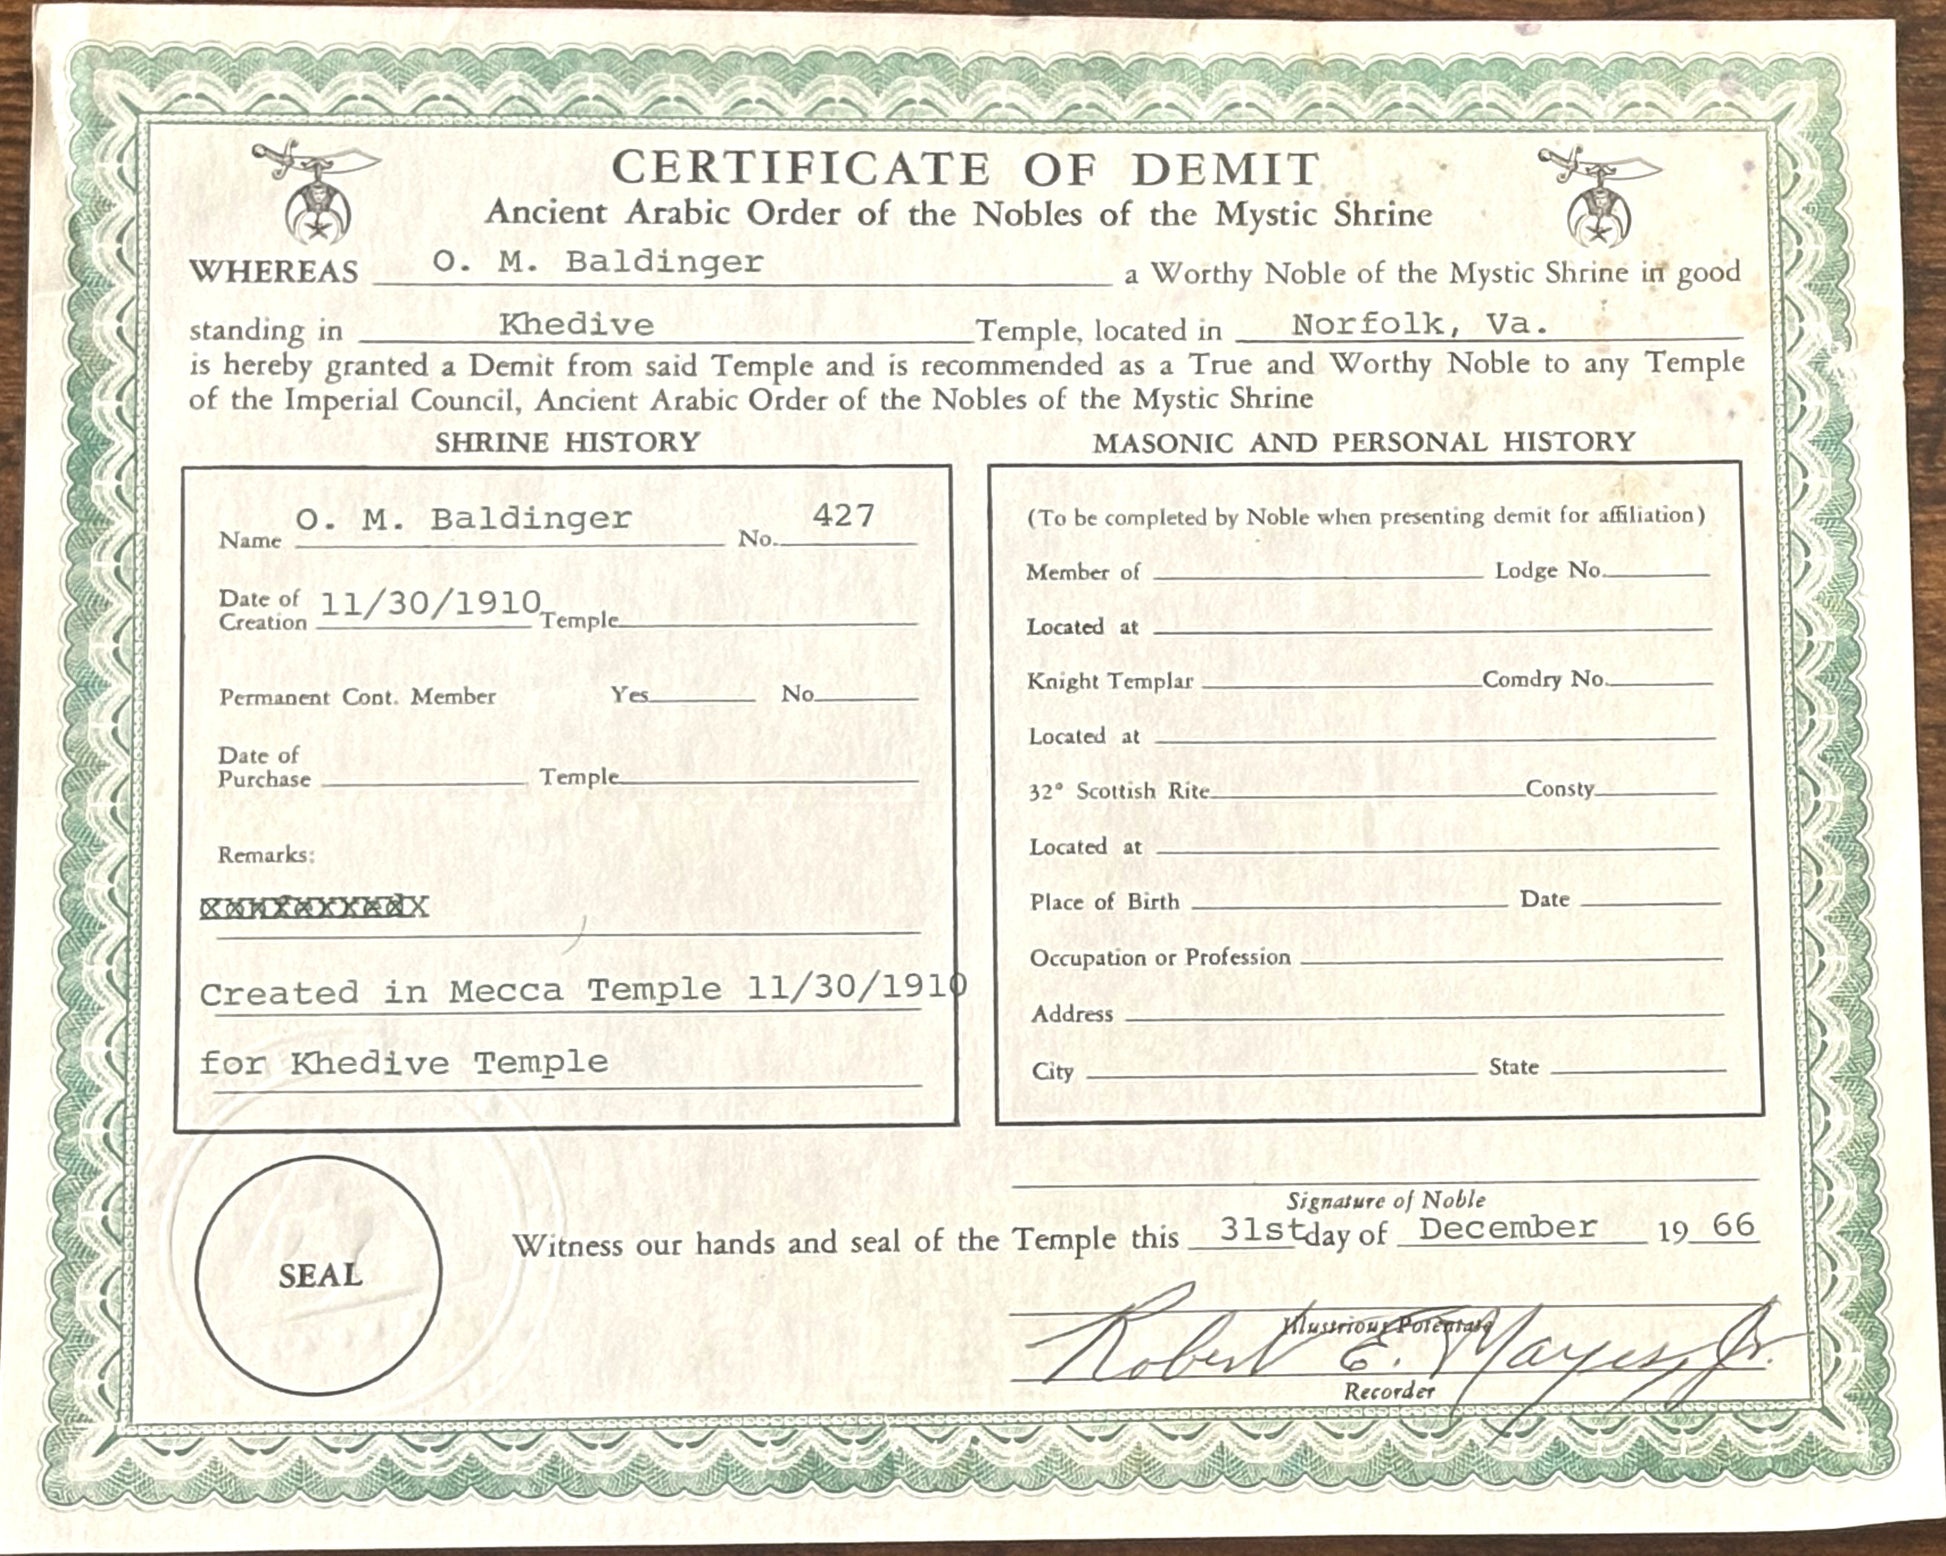 CERTIFICATE OF DEMIT
Ancient Arabic Order of the Nobles of the Mystic Shrine
WHEREAS O. M. Baldinger a Worthy Noble of the Mystic Shrine in good
standing in Khedive Temple, located in Norfolk, Va.
is hereby granted a Demit from said Temple and is recommended as a True and Worthy Noble to any Temple
of the Imperial Council, Ancient Arabic Order of the Nobles of the Mystic Shrine
SHRINE HISTORY
Name O. M. Baldinger No. 427
Date of
Creation 11/30/1910 Temple
Permanent Cont. Member Yes No
Date of
Purchase Temple
Remarks:
Created in Mecca Temple 11/30/1910
for Khedive Temple
MASONIC AND PERSONAL HISTORY
(To be completed by Noble when presenting demit for affiliation)
Member of Lodge No.
Located at
Knight Templar Comdry No.
Located at
32° Scottish Rite Consty
Located at
Place of Birth Date
Occupation or Profession
Address
City State
SEAL
Signature of Noble
Witness our hands and seal of the Temple this 31st day of December 19 66
Illustrious Potentate
Robert E. Mayes, Jr.
Recorder